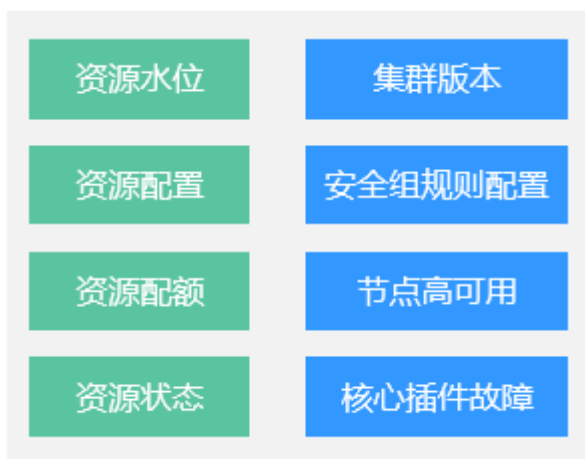 资源水位
集群版本
资源配置
安全组规则配置
资源配额
节点高可用
资源状态
核心插件故障